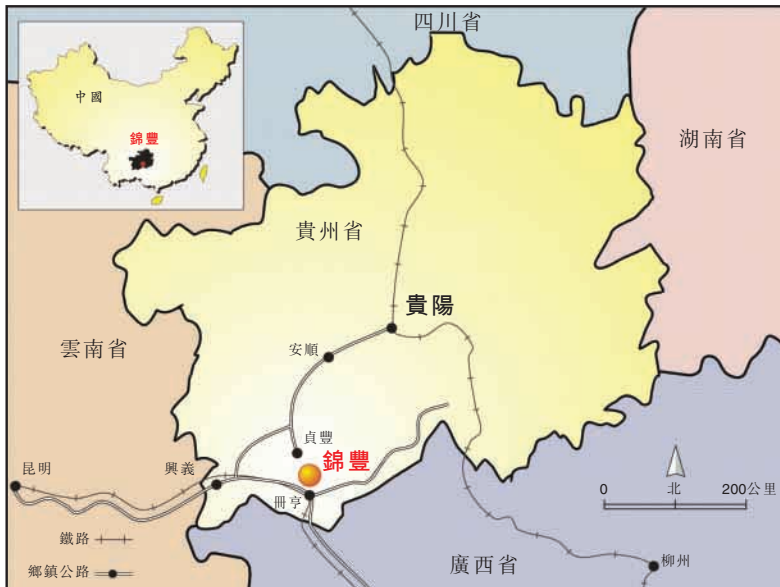 四川省
中國
錦豐
湖南省
貴州省
貴陽
雲南省
安順
貞豐
錦豐
昆明
興義
冊亨
0 北 200公里
鐵路
鄉鎮公路
廣西省
柳州